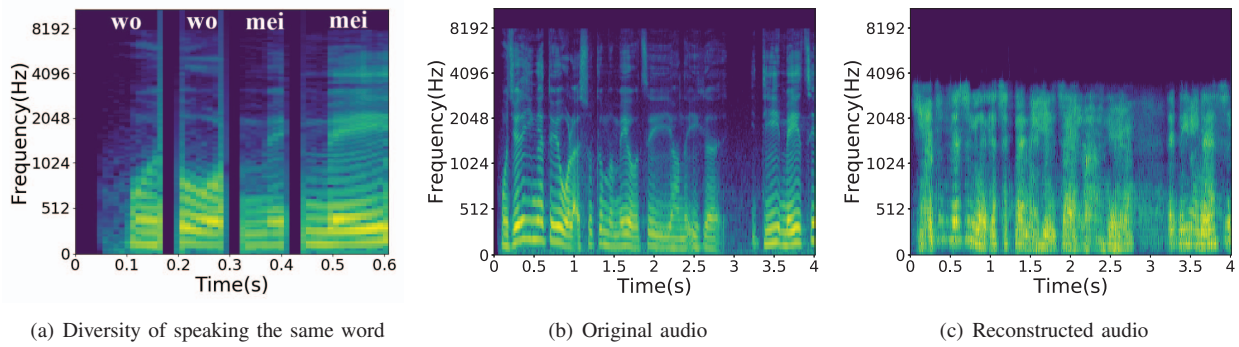 wo wo mei mei
Frequency(Hz)
8192
4096
2048
1024
512
0
0 0.1 0.2 0.3 0.4 0.5 0.6
Time(s)
(a) Diversity of speaking the same word
Frequency(Hz)
8192
4096
2048
1024
512
0
0 0.5 1 1.5 2 2.5 3 3.5 4
Time(s)
(b) Original audio
Frequency(Hz)
8192
4096
2048
1024
512
0
0 0.5 1 1.5 2 2.5 3 3.5 4
Time(s)
(c) Reconstructed audio